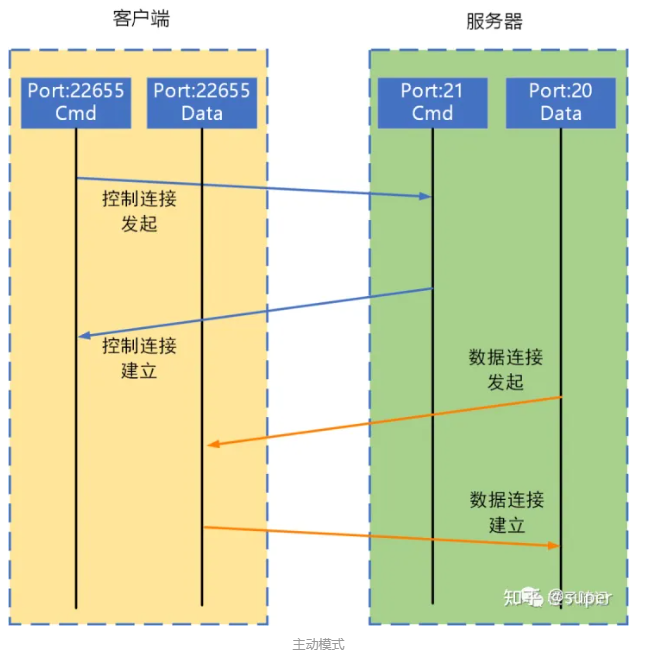 客户端
服务器
Port:22655
Cmd
Port:22655
Data
Port:21
Cmd
Port:20
Data
控制连接
发起
控制连接
建立
数据连接
发起
数据连接
建立
知乎 @super
主动模式